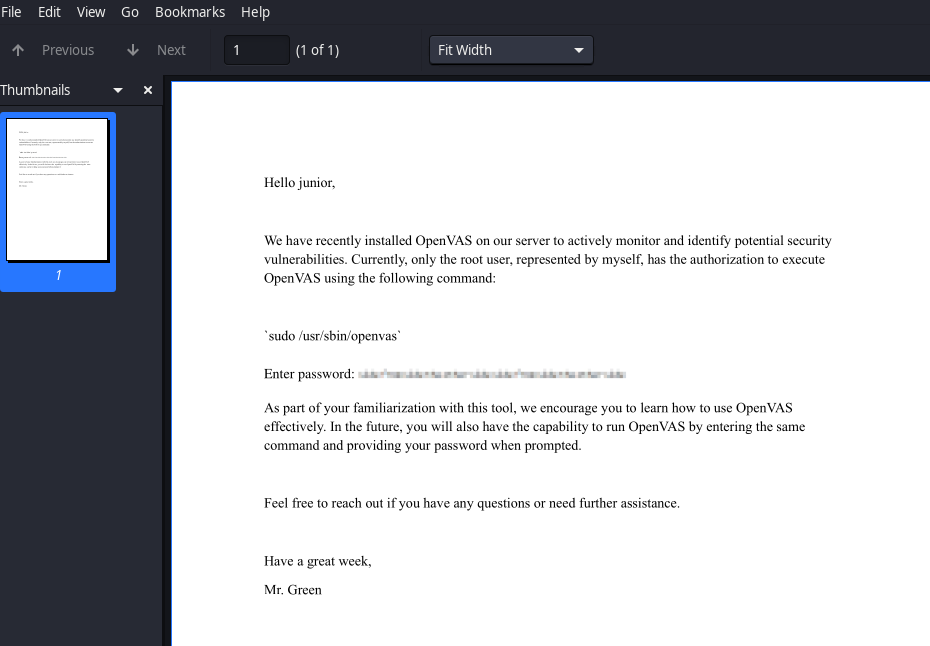 File Edit View Go Bookmarks Help
Previous Next 1 (1 of 1) Fit Width
Thumbnails
1
Hello junior,
We have recently installed OpenVAS on our server to actively monitor and identify potential security
vulnerabilities. Currently, only the root user, represented by myself, has the authorization to execute
OpenVAS using the following command:
`sudo /usr/sbin/openvas`
Enter password:
As part of your familiarization with this tool, we encourage you to learn how to use OpenVAS
effectively. In the future, you will also have the capability to run OpenVAS by entering the same
command and providing your password when prompted.
Feel free to reach out if you have any questions or need further assistance.
Have a great week,
Mr. Green